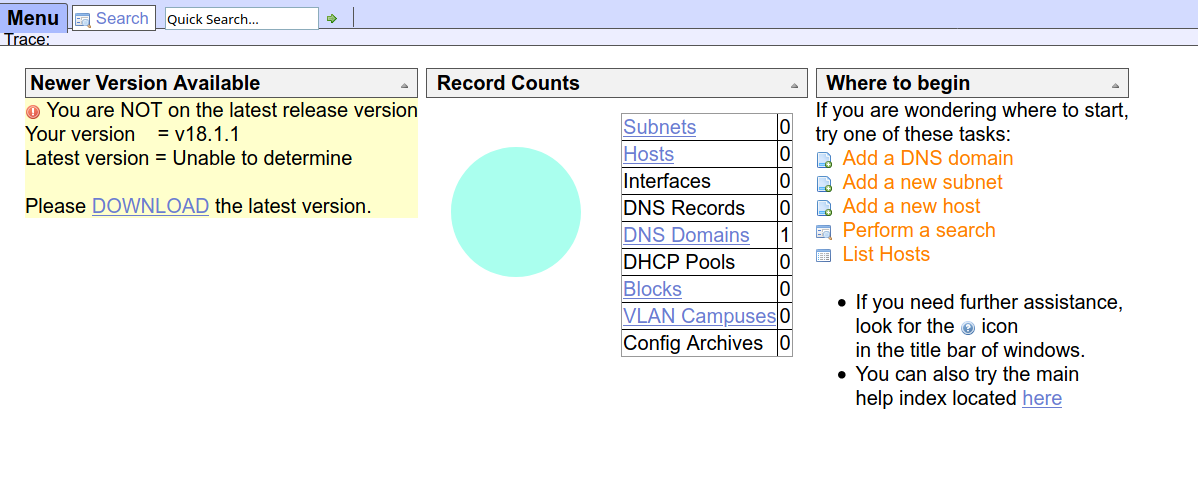 Menu Search Quick Search...
Trace:
Newer Version Available
You are NOT on the latest release version
Your version = v18.1.1
Latest version = Unable to determine
Please DOWNLOAD the latest version.
Record Counts
Subnets 0
Hosts 0
Interfaces 0
DNS Records 0
DNS Domains 1
DHCP Pools 0
Blocks 0
VLAN Campuses 0
Config Archives 0
Where to begin
If you are wondering where to start,
try one of these tasks:
Add a DNS domain
Add a new subnet
Add a new host
Perform a search
List Hosts
• If you need further assistance,
look for the ? icon
in the title bar of windows.
• You can also try the main
help index located here